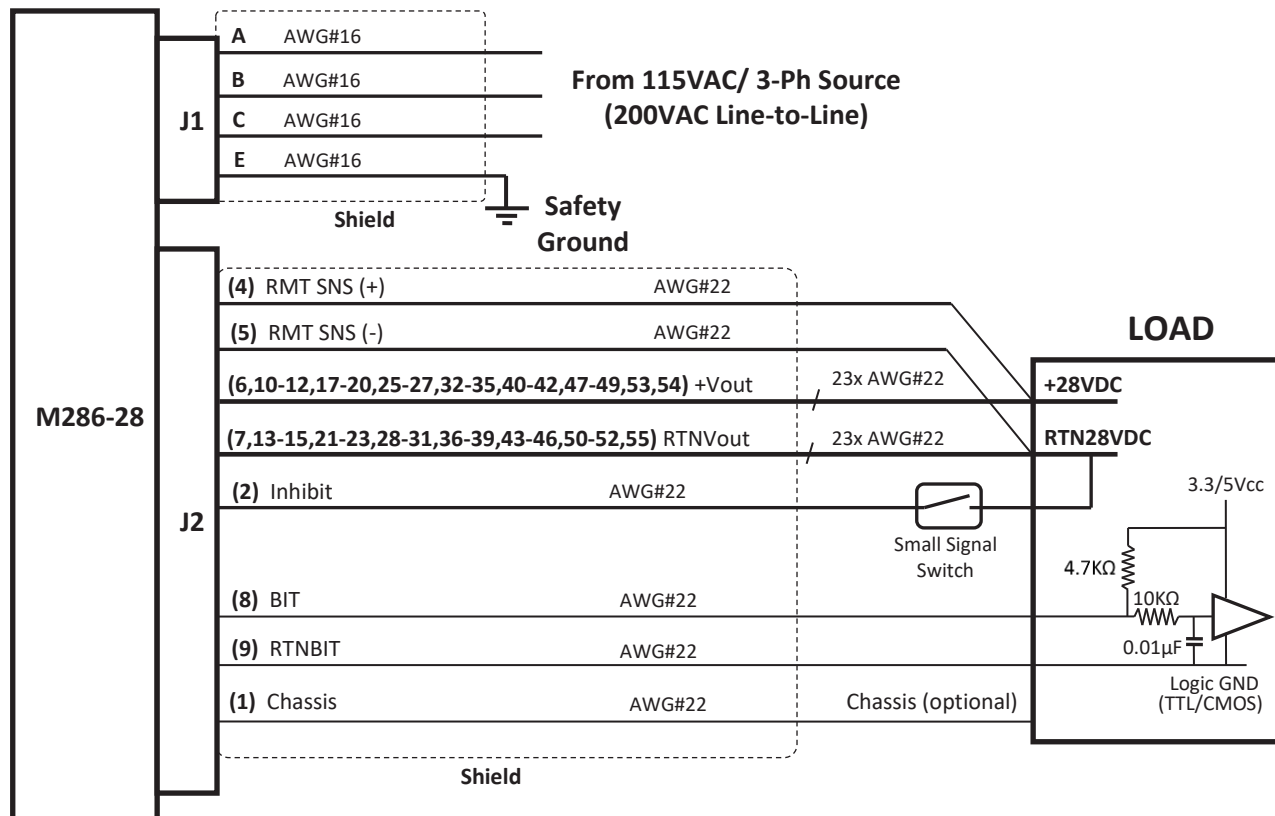 M286-28
J1
A AWG#16
B AWG#16
C AWG#16
E AWG#16
From 115VAC/ 3-Ph Source
(200VAC Line-to-Line)
Shield
Safety
Ground
J2
(4) RMT SNS (+) AWG#22
(5) RMT SNS (-) AWG#22
(6,10-12,17-20,25-27,32-35,40-42,47-49,53,54) +Vout 23x AWG#22
(7,13-15,21-23,28-31,36-39,43-46,50-52,55) RTNVout 23x AWG#22
(2) Inhibit AWG#22
Small Signal
Switch
(8) BIT AWG#22
(9) RTNBIT AWG#22
(1) Chassis AWG#22 Chassis (optional)
Shield
LOAD
+28VDC
RTN28VDC
3.3/5Vcc
4.7KΩ
10KΩ
0.01µF
Logic GND
(TTL/CMOS)